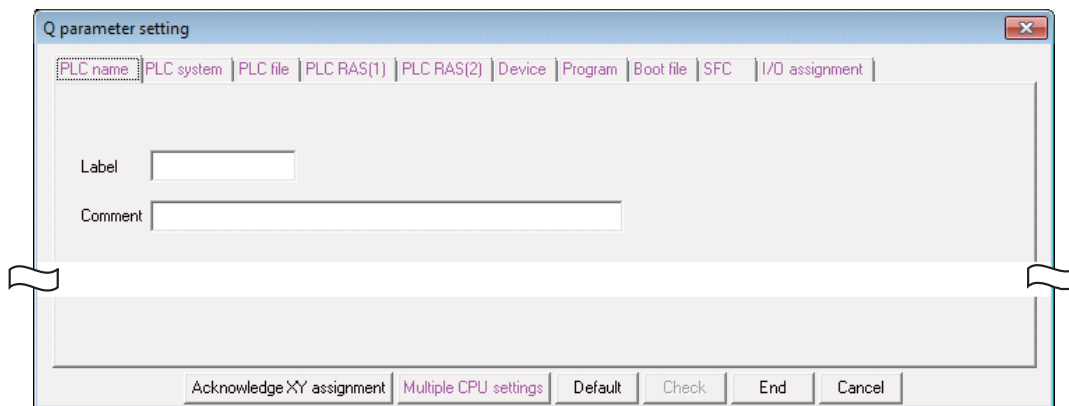 Q parameter setting
PLC name PLC system PLC file PLC RAS(1) PLC RAS(2) Device Program Boot file SFC I/O assignment
Label
Comment
Acknowledge XY assignment Multiple CPU settings Default Check End Cancel